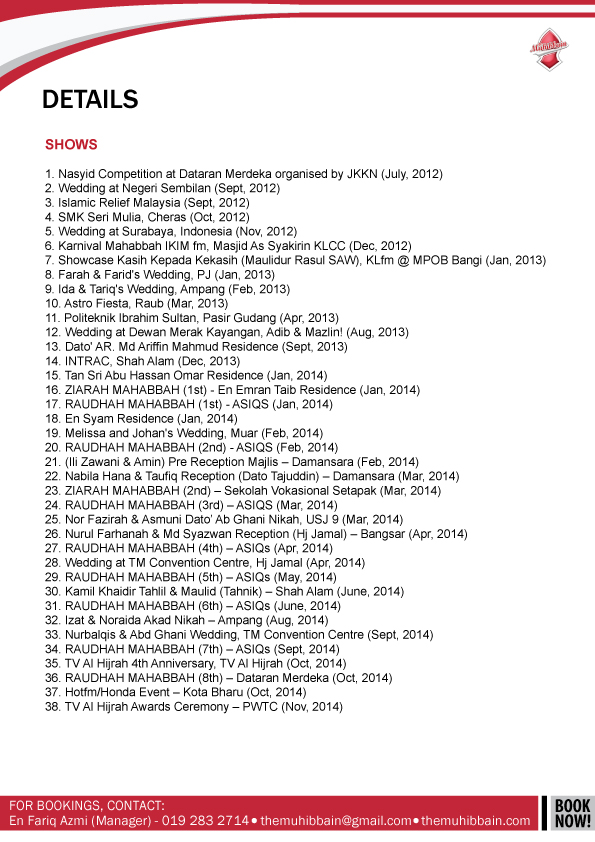 Muhibbain
DETAILS
SHOWS
1. Nasyid Competition at Dataran Merdeka organised by JKKN (July, 2012)
2. Wedding at Negeri Sembilan (Sept, 2012)
3. Islamic Relief Malaysia (Sept, 2012)
4. SMK Seri Mulia, Cheras (Oct, 2012)
5. Wedding at Surabaya, Indonesia (Nov, 2012)
6. Karnival Mahabbah IKIM fm, Masjid As Syakirin KLCC (Dec, 2012)
7. Showcase Kasih Kepada Kekasih (Maulidur Rasul SAW), KLfm @ MPOB Bangi (Jan, 2013)
8. Farah & Farid's Wedding, PJ (Jan, 2013)
9. Ida & Tariq's Wedding, Ampang (Feb, 2013)
10. Astro Fiesta, Raub (Mar, 2013)
11. Politeknik Ibrahim Sultan, Pasir Gudang (Apr, 2013)
12. Wedding at Dewan Merak Kayangan, Adib & Mazlin! (Aug, 2013)
13. Dato' AR. Md Ariffin Mahmud Residence (Sept, 2013)
14. INTRAC, Shah Alam (Dec, 2013)
15. Tan Sri Abu Hassan Omar Residence (Jan, 2014)
16. ZIARAH MAHABBAH (1st) - En Emran Taib Residence (Jan, 2014)
17. RAUDHAH MAHABBAH (1st) - ASIQS (Jan, 2014)
18. En Syam Residence (Jan, 2014)
19. Melissa and Johan's Wedding, Muar (Feb, 2014)
20. RAUDHAH MAHABBAH (2nd) - ASIQS (Feb, 2014)
21. (Ili Zawani & Amin) Pre Reception Majlis – Damansara (Feb, 2014)
22. Nabila Hana & Taufiq Reception (Dato Tajuddin) – Damansara (Mar, 2014)
23. ZIARAH MAHABBAH (2nd) – Sekolah Vokasional Setapak (Mar, 2014)
24. RAUDHAH MAHABBAH (3rd) – ASIQS (Mar, 2014)
25. Nor Fazirah & Asmuni Dato’ Ab Ghani Nikah, USJ 9 (Mar, 2014)
26. Nurul Farhanah & Md Syazwan Reception (Hj Jamal) – Bangsar (Apr, 2014)
27. RAUDHAH MAHABBAH (4th) – ASIQs (Apr, 2014)
28. Wedding at TM Convention Centre, Hj Jamal (Apr, 2014)
29. RAUDHAH MAHABBAH (5th) – ASIQs (May, 2014)
30. Kamil Khaidir Tahlil & Maulid (Tahnik) – Shah Alam (June, 2014)
31. RAUDHAH MAHABBAH (6th) – ASIQs (June, 2014)
32. Izat & Noraida Akad Nikah – Ampang (Aug, 2014)
33. Nurbalqis & Abd Ghani Wedding, TM Convention Centre (Sept, 2014)
34. RAUDHAH MAHABBAH (7th) – ASIQs (Sept, 2014)
35. TV Al Hijrah 4th Anniversary, TV Al Hijrah (Oct, 2014)
36. RAUDHAH MAHABBAH (8th) – Dataran Merdeka (Oct, 2014)
37. Hotfm/Honda Event – Kota Bharu (Oct, 2014)
38. TV Al Hijrah Awards Ceremony – PWTC (Nov, 2014)
FOR BOOKINGS, CONTACT:
En Fariq Azmi (Manager) - 019 283 2714•themuhibbain@gmail.com•themuhibbain.com
BOOK
NOW!